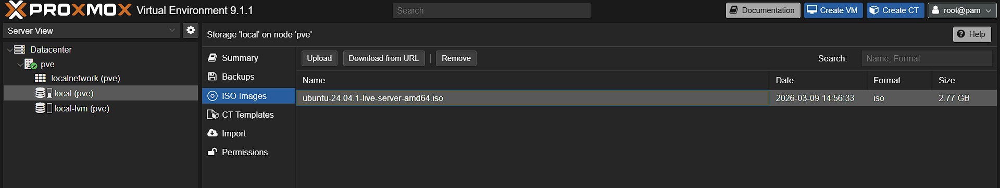 PROXMOX Virtual Environment 9.1.1
Search
Documentation
Create VM
Create CT
root@pam
Server View
Datacenter
pve
localnetwork (pve)
local (pve)
local-lvm (pve)
Storage 'local' on node 'pve'
Help
Summary
Backups
ISO Images
CT Templates
Import
Permissions
Upload
Download from URL
Remove
Search:
Name, Format
Name Date Format Size
ubuntu-24.04.1-live-server-amd64.iso 2026-03-09 14:56:33 iso 2.77 GB